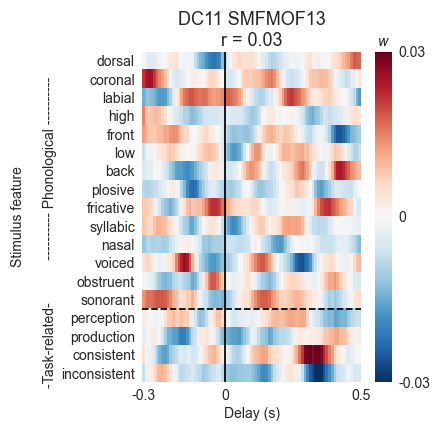 DC11 SMFMOF13
r = 0.03
w
dorsal
coronal
labial
high
front
low
back
plosive
fricative
syllabic
nasal
voiced
obstruent
sonorant
perception
production
consistent
inconsistent
Stimulus feature
-Task-related- ---------- Phonological ----------
-0.3 0 0.5
Delay (s)
0.03
0
-0.03